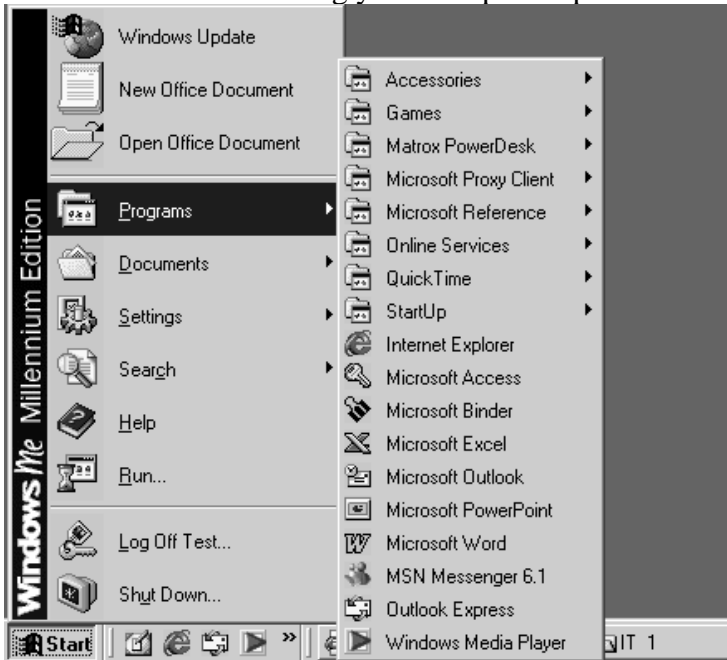 Windows Update
New Office Document
Open Office Document
Programs
Documents
Settings
Search
Help
Run...
Log Off Test...
Shut Down...
Windows Me Millennium Edition
Accessories
Games
Matrox PowerDesk
Microsoft Proxy Client
Microsoft Reference
Online Services
QuickTime
StartUp
Internet Explorer
Microsoft Access
Microsoft Binder
Microsoft Excel
Microsoft Outlook
Microsoft PowerPoint
Microsoft Word
MSN Messenger 6.1
Outlook Express
Windows Media Player
Start
IT 1